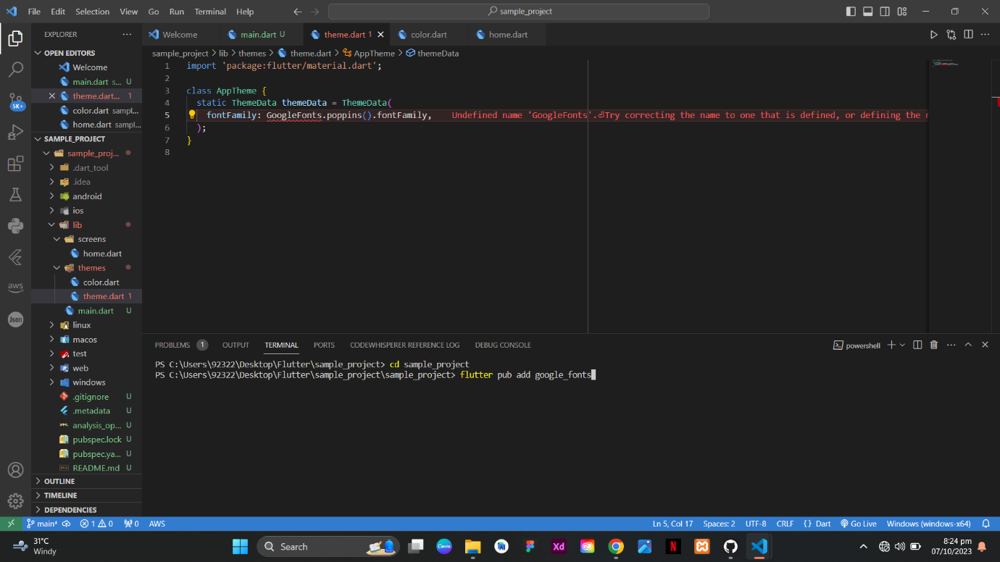 File Edit Selection View Go Run Terminal Help
sample_project
EXPLORER
Welcome
main.dart U
theme.dart 1
color.dart
home.dart
OPEN EDITORS
Welcome
main.dart s... U
theme.dart... 1
color.dart sampl...
home.dart sampl...
5K+
aws
Json
SAMPLE_PROJECT
sample_proj...
.dart_tool
.idea
android
ios
lib
screens
home.dart
themes
color.dart
theme.dart 1
main.dart U
linux
macos
test
web
windows
.gitignore U
.metadata U
analysis_op... U
pubspec.lock U
pubspec.ya... U
README.md U
OUTLINE
TIMELINE
DEPENDENCIES
sample_project > lib > themes > theme.dart > AppTheme > themeData
1 import 'package:flutter/material.dart';
2
3 class AppTheme {
4 static ThemeData themeData = ThemeData(
5 fontFamily: GoogleFonts.poppins().fontFamily, Undefined name 'GoogleFonts'.⏎Try correcting the name to one that is defined, or defining the
6 );
7 }
8
PROBLEMS 1 OUTPUT TERMINAL PORTS CODEWHISPERER REFERENCE LOG DEBUG CONSOLE
powershell
PS C:\Users\92322\Desktop\Flutter\sample_project> cd sample_project
PS C:\Users\92322\Desktop\Flutter\sample_project\sample_project> flutter pub add google_fonts
main* 1 0 0 AWS
Ln 5, Col 17 Spaces: 2 UTF-8 CRLF {} Dart Go Live Windows (windows-x64)
31°C
Windy
Search
Canva
Xd
N
8:24 pm
07/10/2023